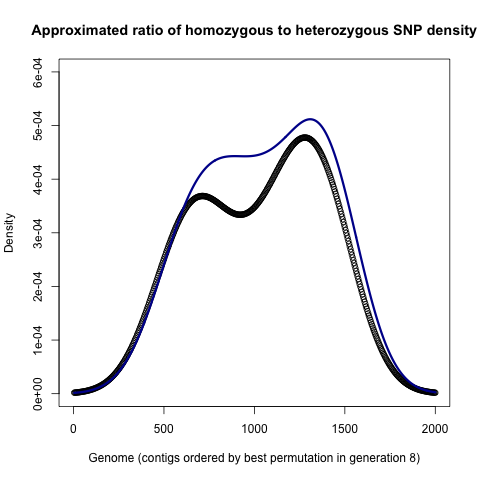 Approximated ratio of homozygous to heterozygous SNP density
6e-04
5e-04
4e-04
3e-04
2e-04
1e-04
0e+00
Density
0 500 1000 1500 2000
Genome (contigs ordered by best permutation in generation 8)